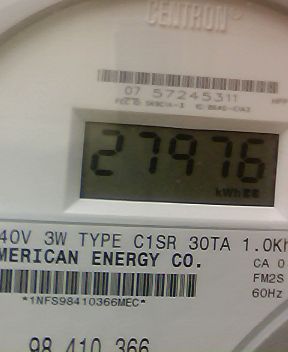 CENTRON®
07 57245311
27976
kWh
40V 3W TYPE C1SR 30TA 1.0Kh
MERICAN ENERGY CO.
CA 0
FM2S
60Hz
*1NFS98410366MEC*
98 410 366